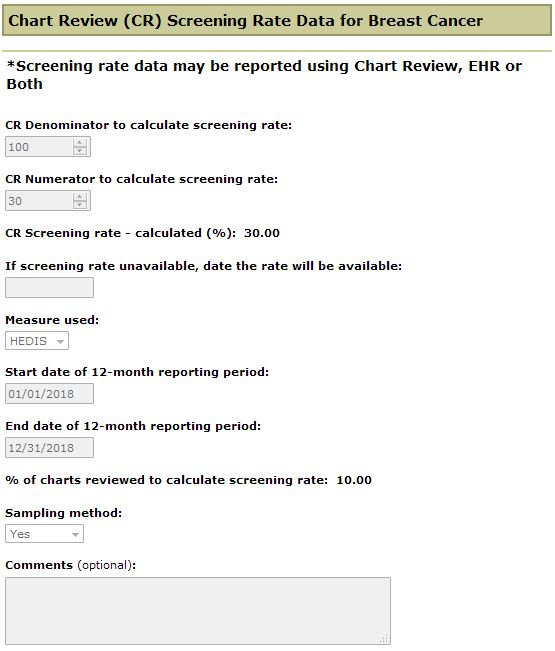 Chart Review (CR) Screening Rate Data for Breast Cancer
*Screening rate data may be reported using Chart Review, EHR or
Both
CR Denominator to calculate screening rate:
100
CR Numerator to calculate screening rate:
30
CR Screening rate - calculated (%): 30.00
If screening rate unavailable, date the rate will be available:
Measure used:
HEDIS
Start date of 12-month reporting period:
01/01/2018
End date of 12-month reporting period:
12/31/2018
% of charts reviewed to calculate screening rate: 10.00
Sampling method:
Yes
Comments (optional):